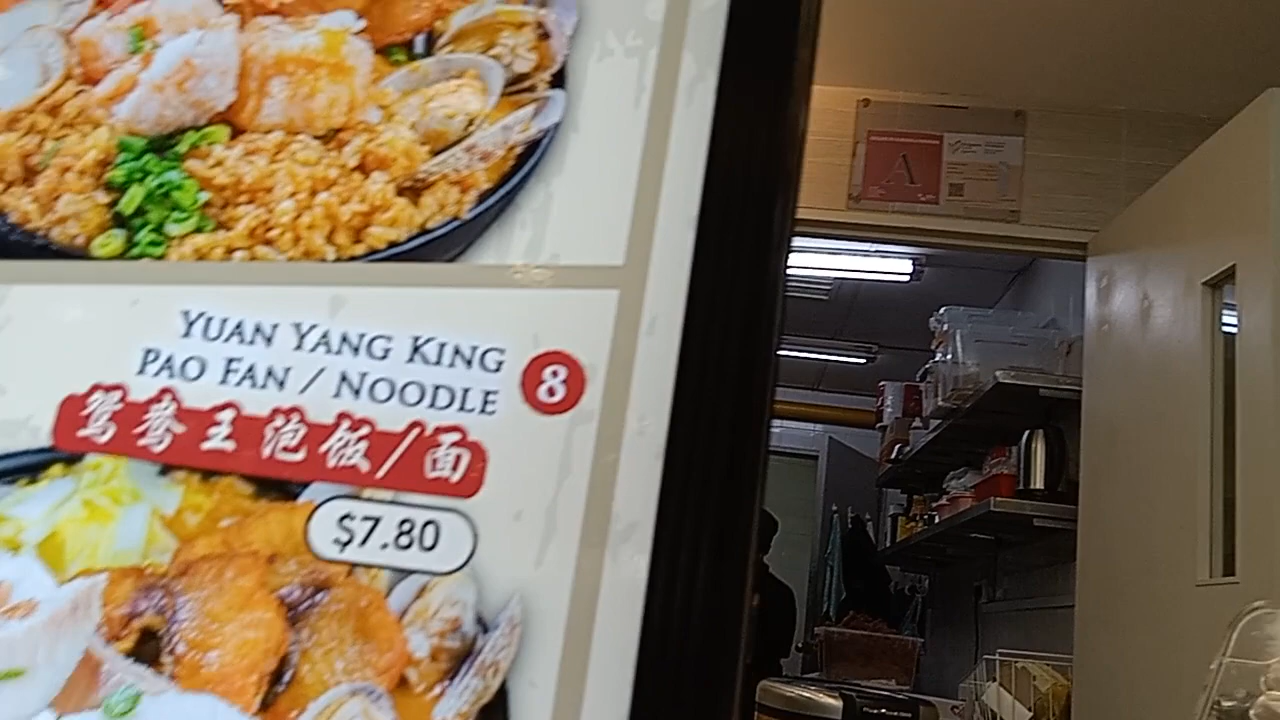 YUAN YANG KING
PAO FAN / NOODLE
8
鸳鸯王泡饭/面
$7.80
A